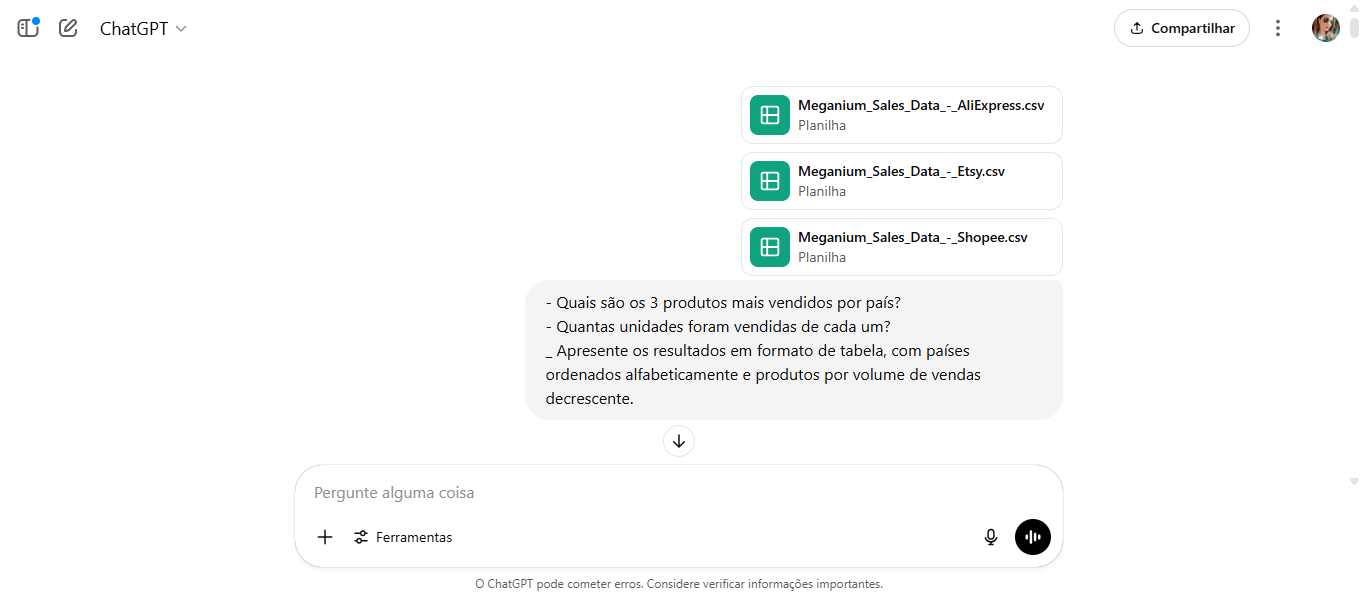 ChatGPT
Compartilhar
Meganium_Sales_Data_-_AliExpress.csv
Planilha
Meganium_Sales_Data_-_Etsy.csv
Planilha
Meganium_Sales_Data_-_Shopee.csv
Planilha
- Quais são os 3 produtos mais vendidos por país?
- Quantas unidades foram vendidas de cada um?
_ Apresente os resultados em formato de tabela, com países
ordenados alfabeticamente e produtos por volume de vendas
decrescente.
Pergunte alguma coisa
Ferramentas
O ChatGPT pode cometer erros. Considere verificar informações importantes.